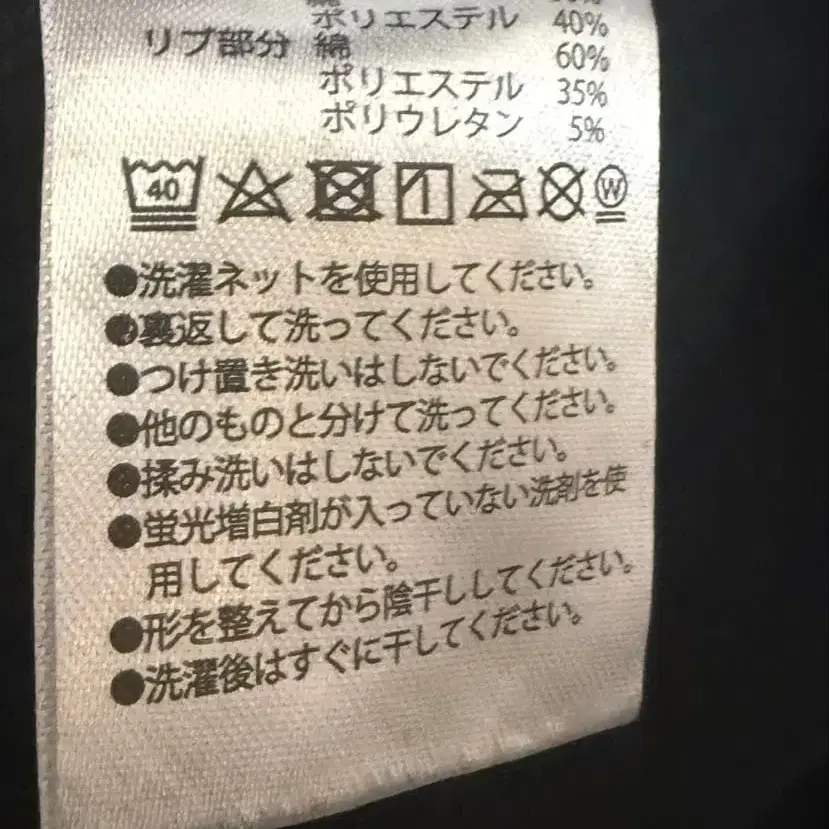 ポリエステル 40%
リブ部分 綿 60%
ポリエステル 35%
ポリウレタン 5%
40 W
●洗濯ネットを使用してください。
●裏返して洗ってください。
●つけ置き洗いはしないでください。
●他のものと分けて洗ってください。
●揉み洗いはしないでください。
●蛍光増白剤が入っていない洗剤を使
用してください。
●形を整えてから陰干ししてください。
●洗濯後はすぐに干してください。